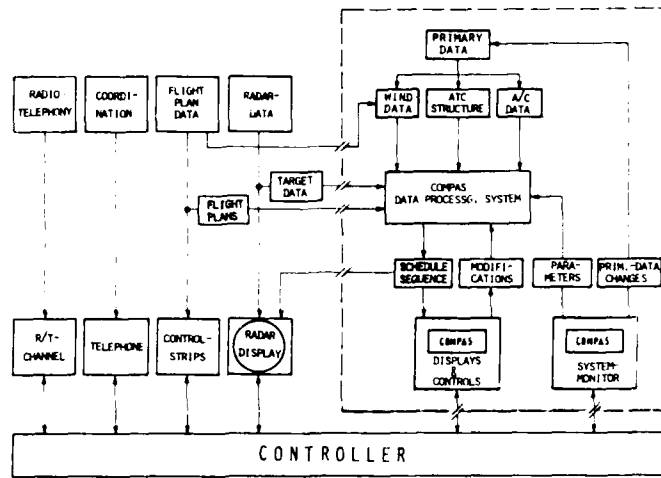 PRIMARY
DATA
RADIO
TELEPHONY
COORDI-
NATION
FLIGHT
PLAN
DATA
RADAR-
DATA
WIND
DATA
ATC
STRUCTURE
A/C
DATA
TARGET
DATA
FLIGHT
PLANS
COMPAS
DATA PROCESSG. SYSTEM
SCHEDULE
SEQUENCE
MODIFI-
CATIONS
PARA-
METERS
PRIM.-DATA
CHANGES
R/T-
CHANNEL
TELEPHONE
CONTROL-
STRIPS
RADAR
DISPLAY
COMPAS
DISPLAYS
&
CONTROLS
COMPAS
SYSTEM-
MONITOR
CONTROLLER